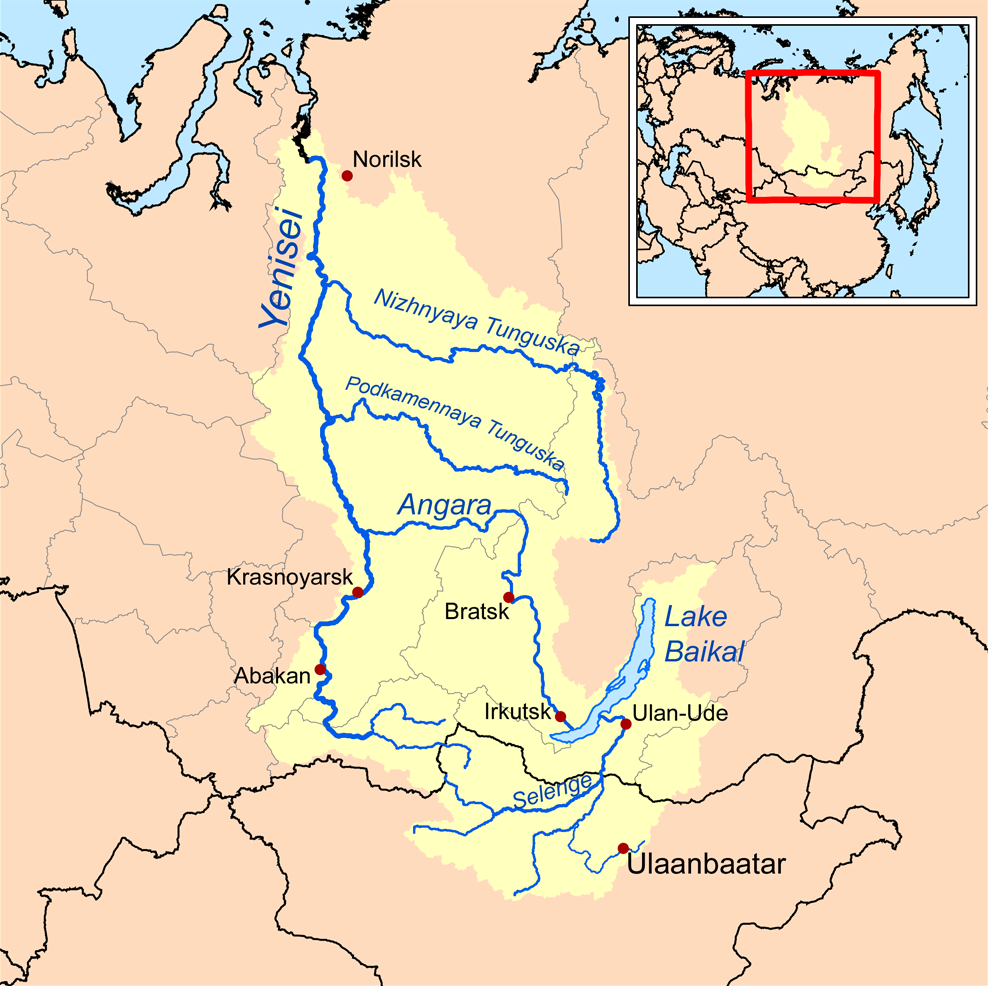 Norilsk
Yenisei
Nizhnyaya Tunguska
Podkamennaya Tunguska
Angara
Krasnoyarsk
Bratsk
Lake
Baikal
Abakan
Irkutsk
Ulan-Ude
Selenge
Ulaanbaatar